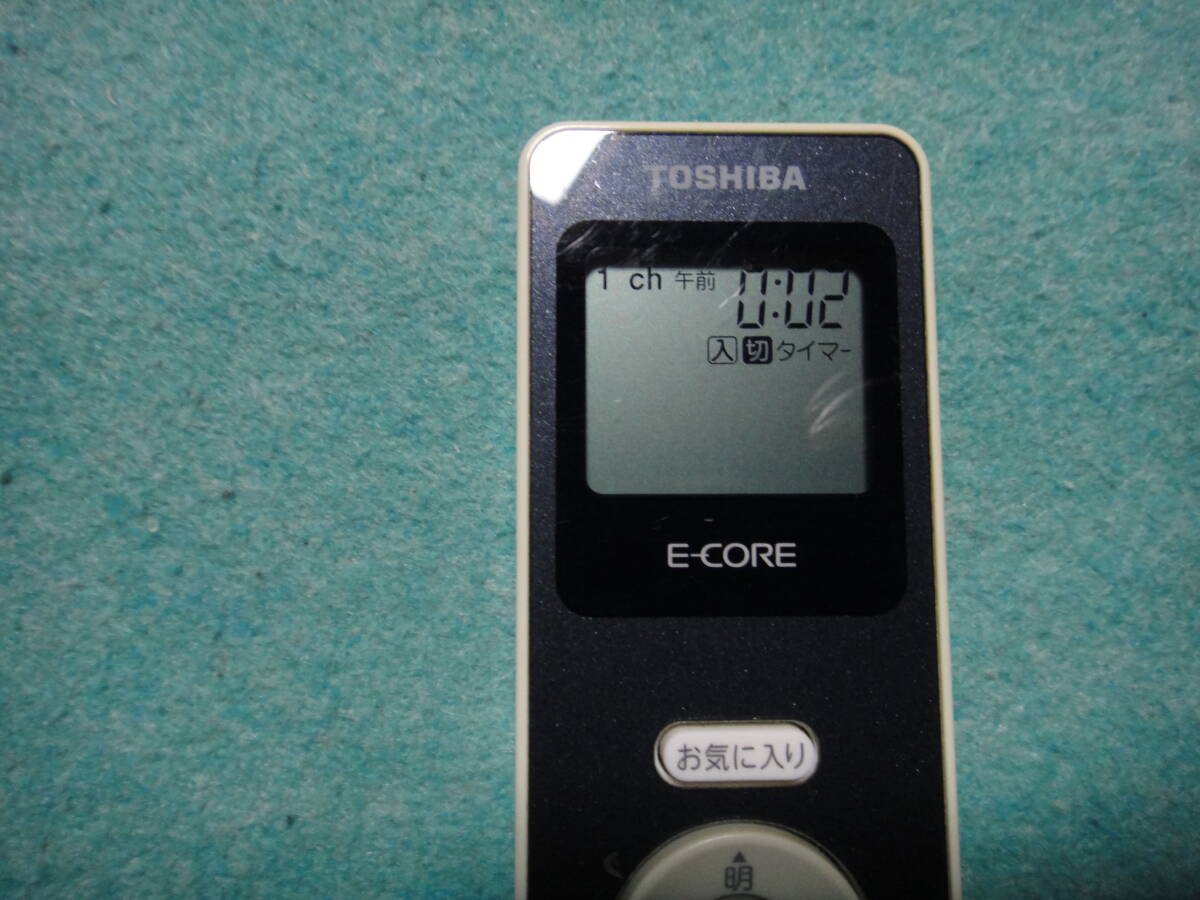 TOSHIBA
1 ch 午前 0:02
入 切 タイマー
E-CORE
お気に入り
明